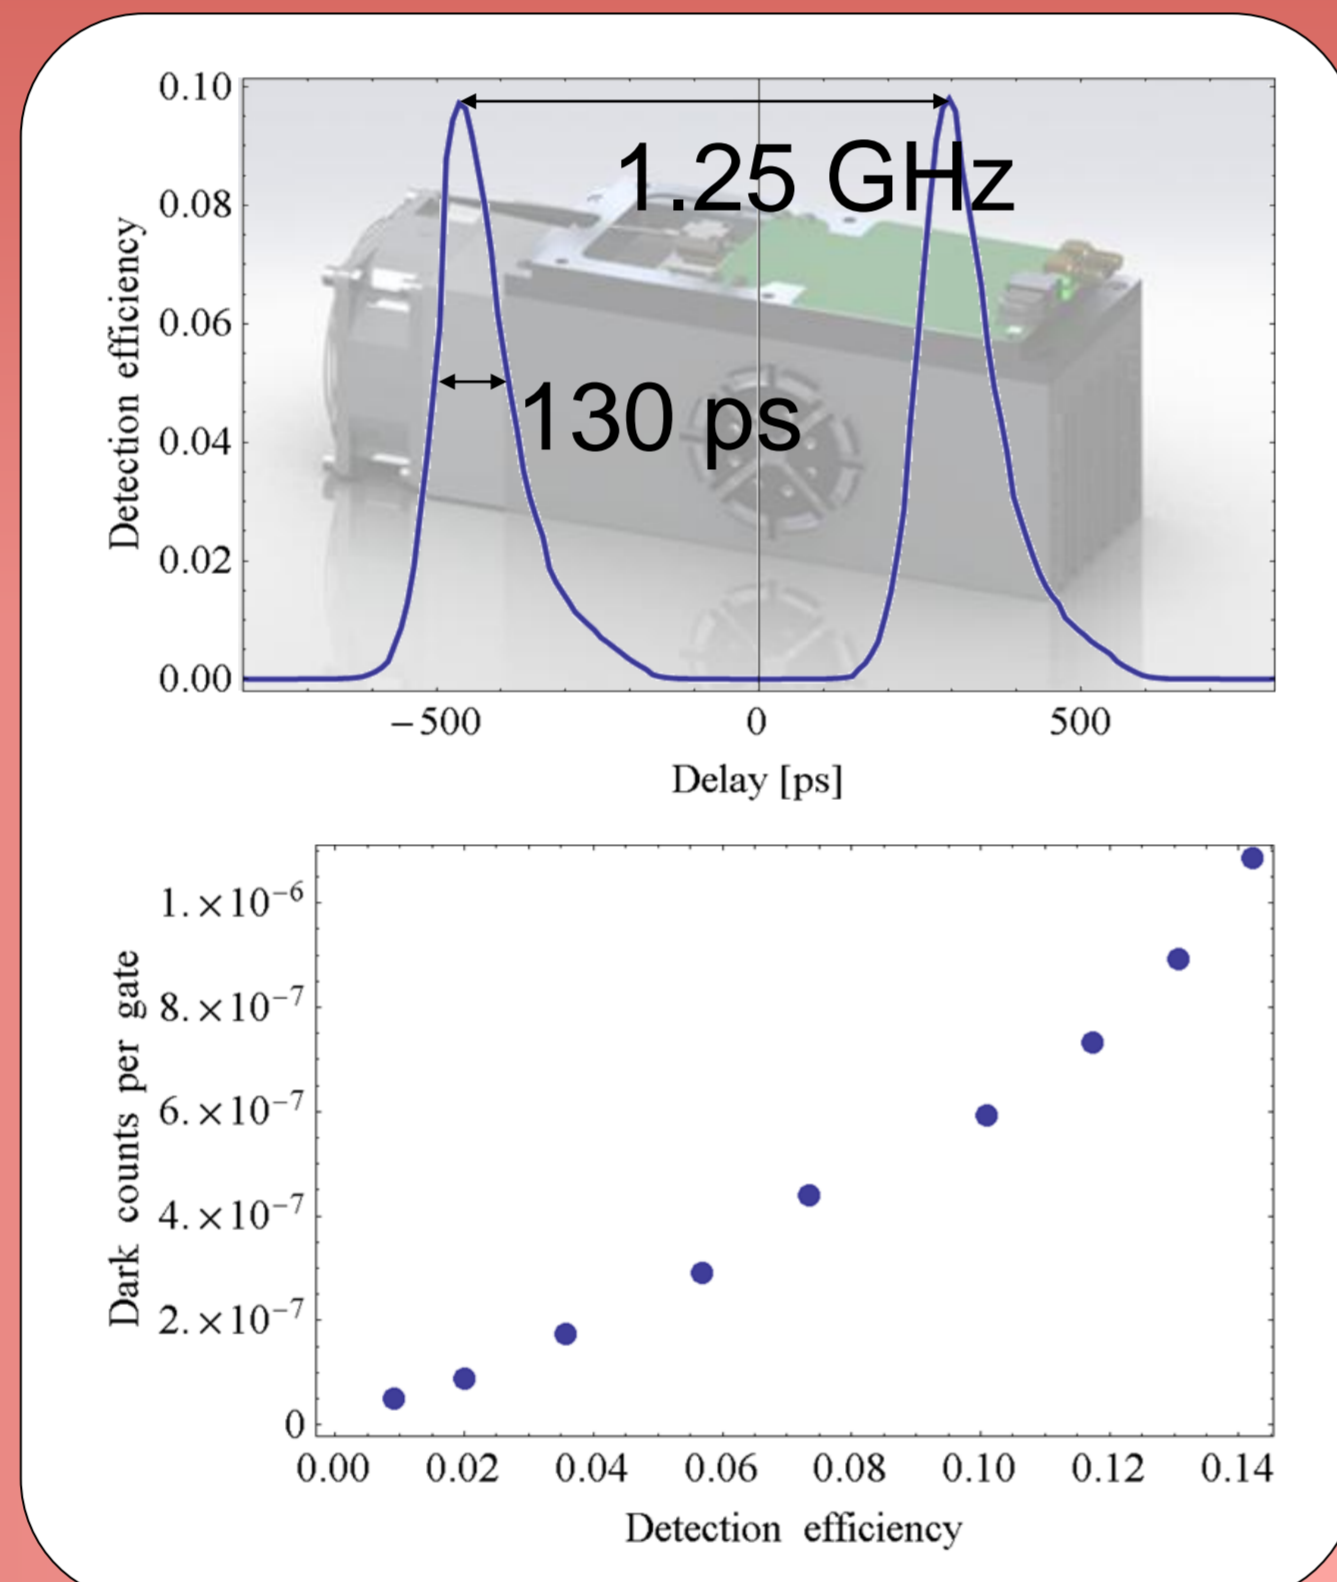 0.10
0.08
0.06
0.04
0.02
0.00
Detection efficiency
1.25 GHz
130 ps
−500
0
500
Delay [ps]
1.×10⁻⁶
8.×10⁻⁷
6.×10⁻⁷
4.×10⁻⁷
2.×10⁻⁷
0
Dark counts per gate
0.00 0.02 0.04 0.06 0.08 0.10 0.12 0.14
Detection efficiency